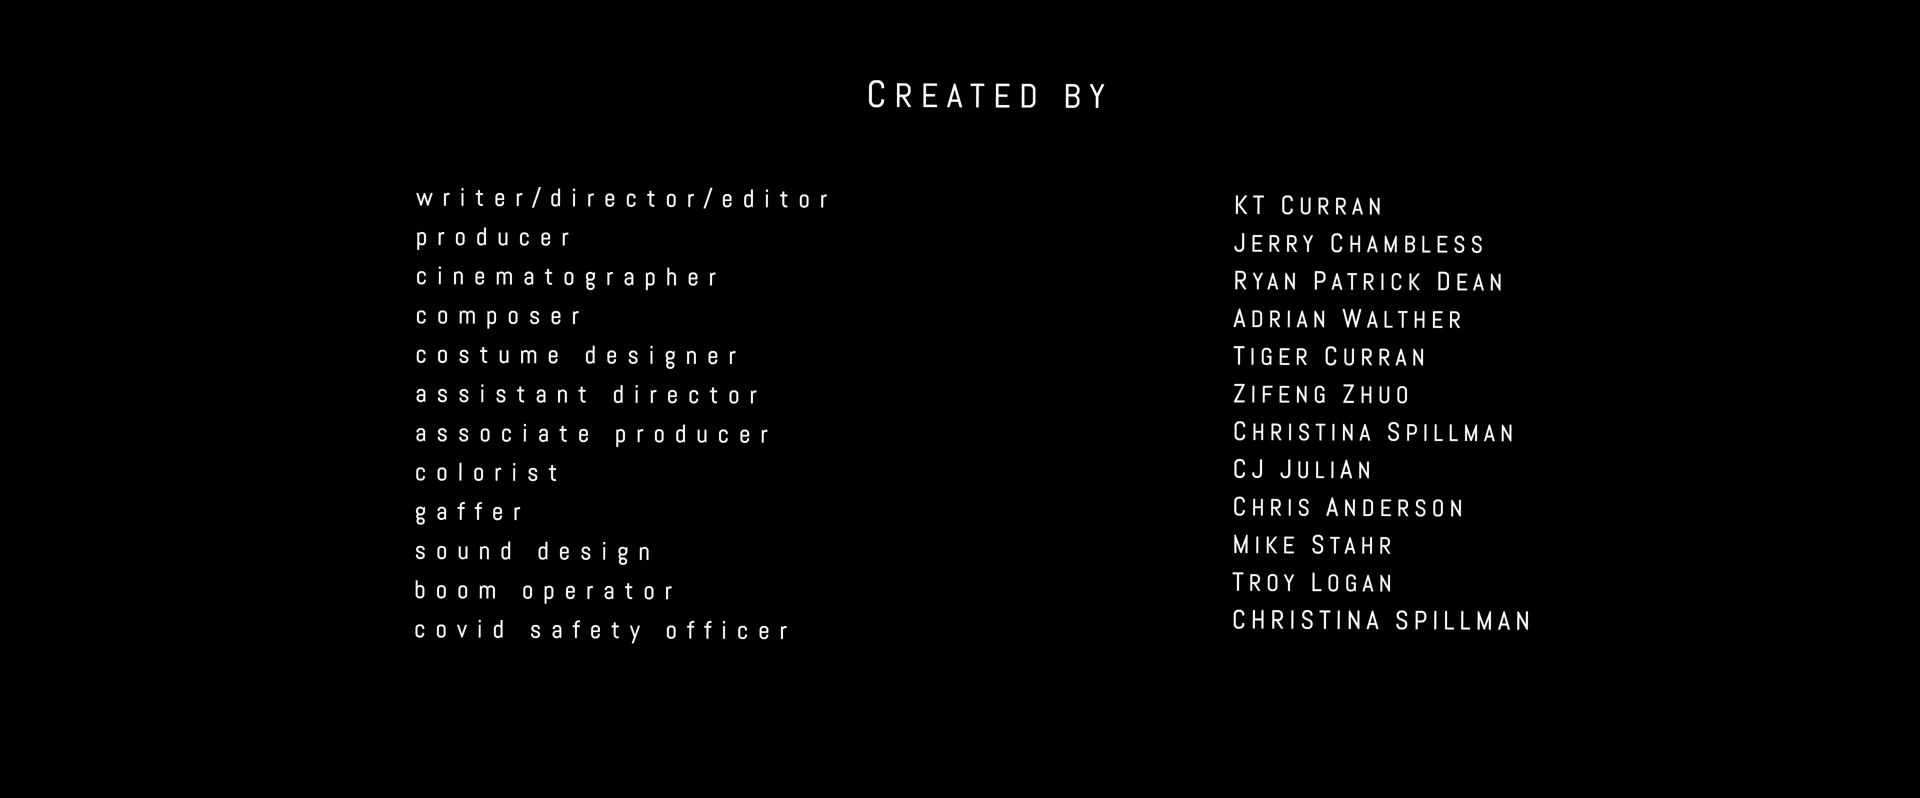 CREATED BY
writer/director/editor KT CURRAN
producer JERRY CHAMBLESS
cinematographer RYAN PATRICK DEAN
composer ADRIAN WALTHER
costume designer TIGER CURRAN
assistant director ZIFENG ZHUO
associate producer CHRISTINA SPILLMAN
colorist CJ JULIAN
gaffer CHRIS ANDERSON
sound design MIKE STAHR
boom operator TROY LOGAN
covid safety officer CHRISTINA SPILLMAN